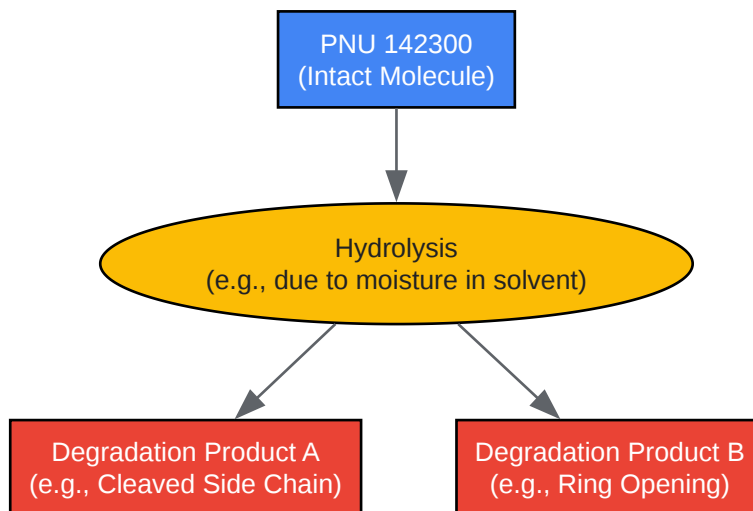 PNU 142300
(Intact Molecule)
Hydrolysis
(e.g., due to moisture in solvent)
Degradation Product A
(e.g., Cleaved Side Chain)
Degradation Product B
(e.g., Ring Opening)